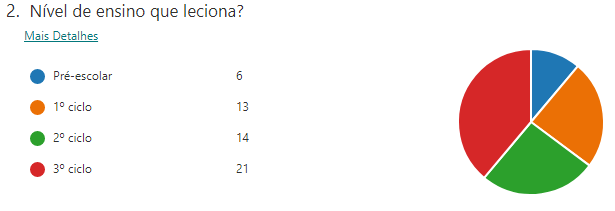 2. Nível de ensino que leciona?
Mais Detalhes
Pré-escolar 6
1º ciclo 13
2º ciclo 14
3º ciclo 21